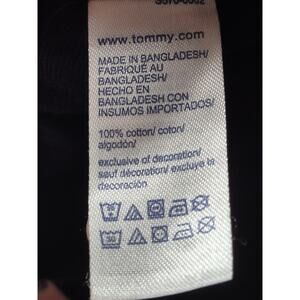 www.tommy.com
MADE IN BANGLADESH/
FABRIQUÉ AU
BANGLADESH/
HECHO EN
BANGLADESH CON
INSUMOS IMPORTADOS.
100% cotton/ coton/
algodón/
exclusive of decoration/
sauf décoration/ excluye la
decoración